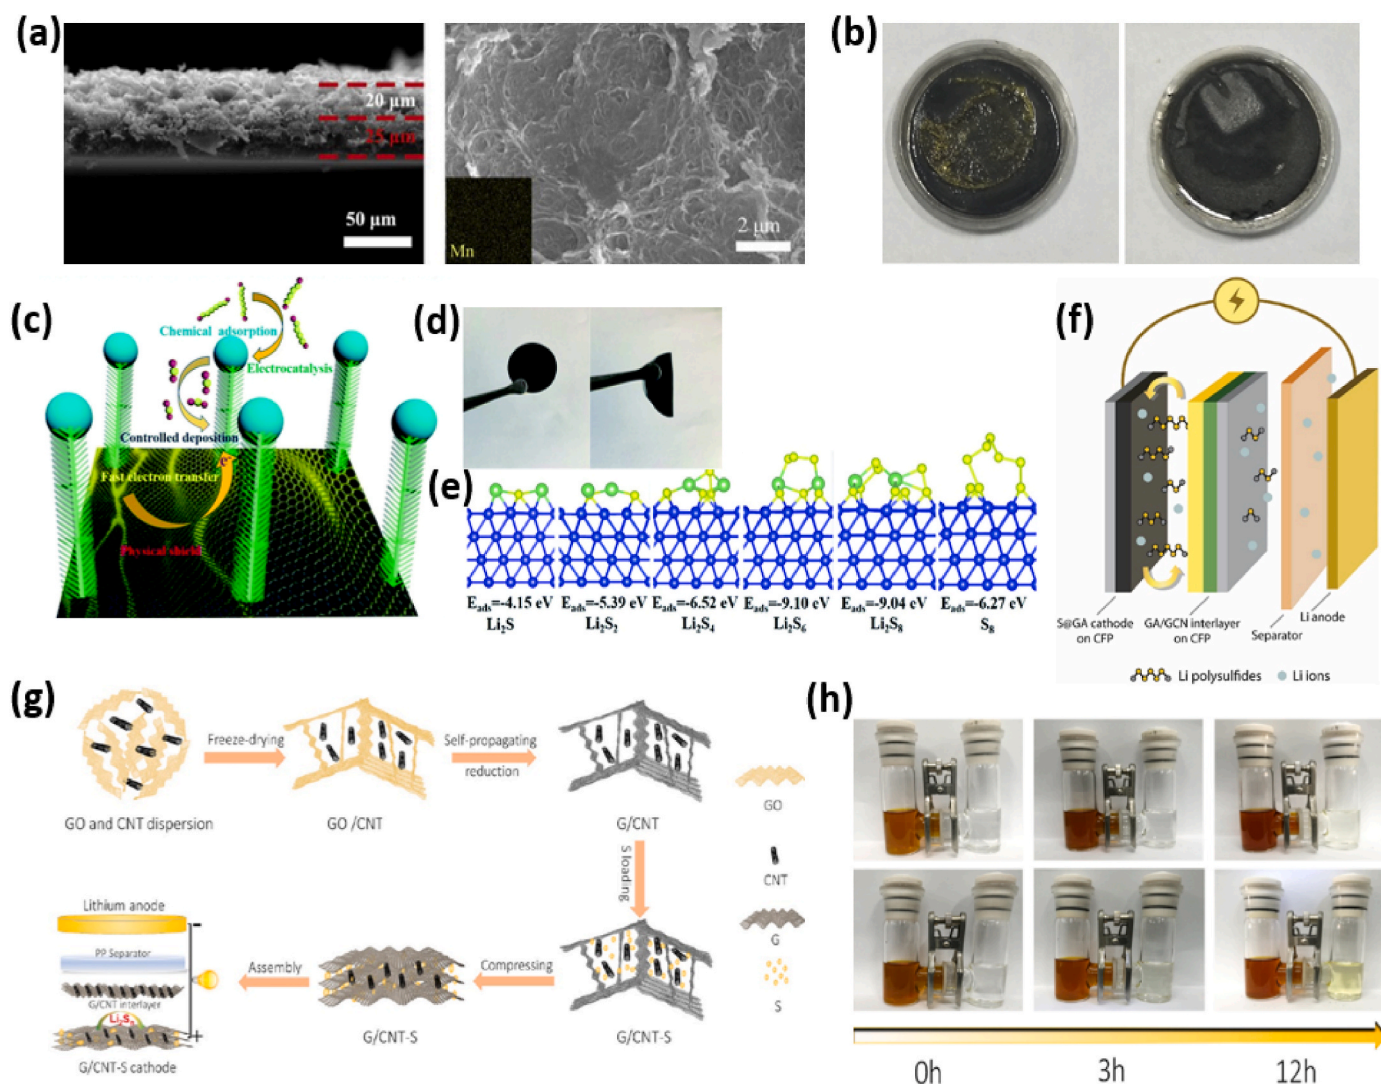 (a)
20 μm
25 μm
50 μm
Mn
2 μm
(b)
(c)
Chemical adsorption
Electrocatalysis
Controlled deposition
e⁻
Fast electron transfer
Physical shield
(d)
(e)
Eads=-4.15 eV
Li₂S
Eads=-5.39 eV
Li₂S₂
Eads=-6.52 eV
Li₂S₄
Eads=-9.10 eV
Li₂S₆
Eads=-9.04 eV
Li₂S₈
Eads=-6.27 eV
S₈
(f)
S@GA cathode
on CFP
GA/GCN interlayer
on CFP
Separator
Li anode
Li polysulfides
Li ions
(g)
GO and CNT dispersion
Freeze-drying
GO /CNT
Self-propagating
reduction
G/CNT
S loading
G/CNT-S
Compressing
G/CNT-S
Assembly
Lithium anode
PP Separator
G/CNT interlayer
Li₂Sₙ
G/CNT-S cathode
-
+
GO
CNT
G
S
(h)
0h
3h
12h